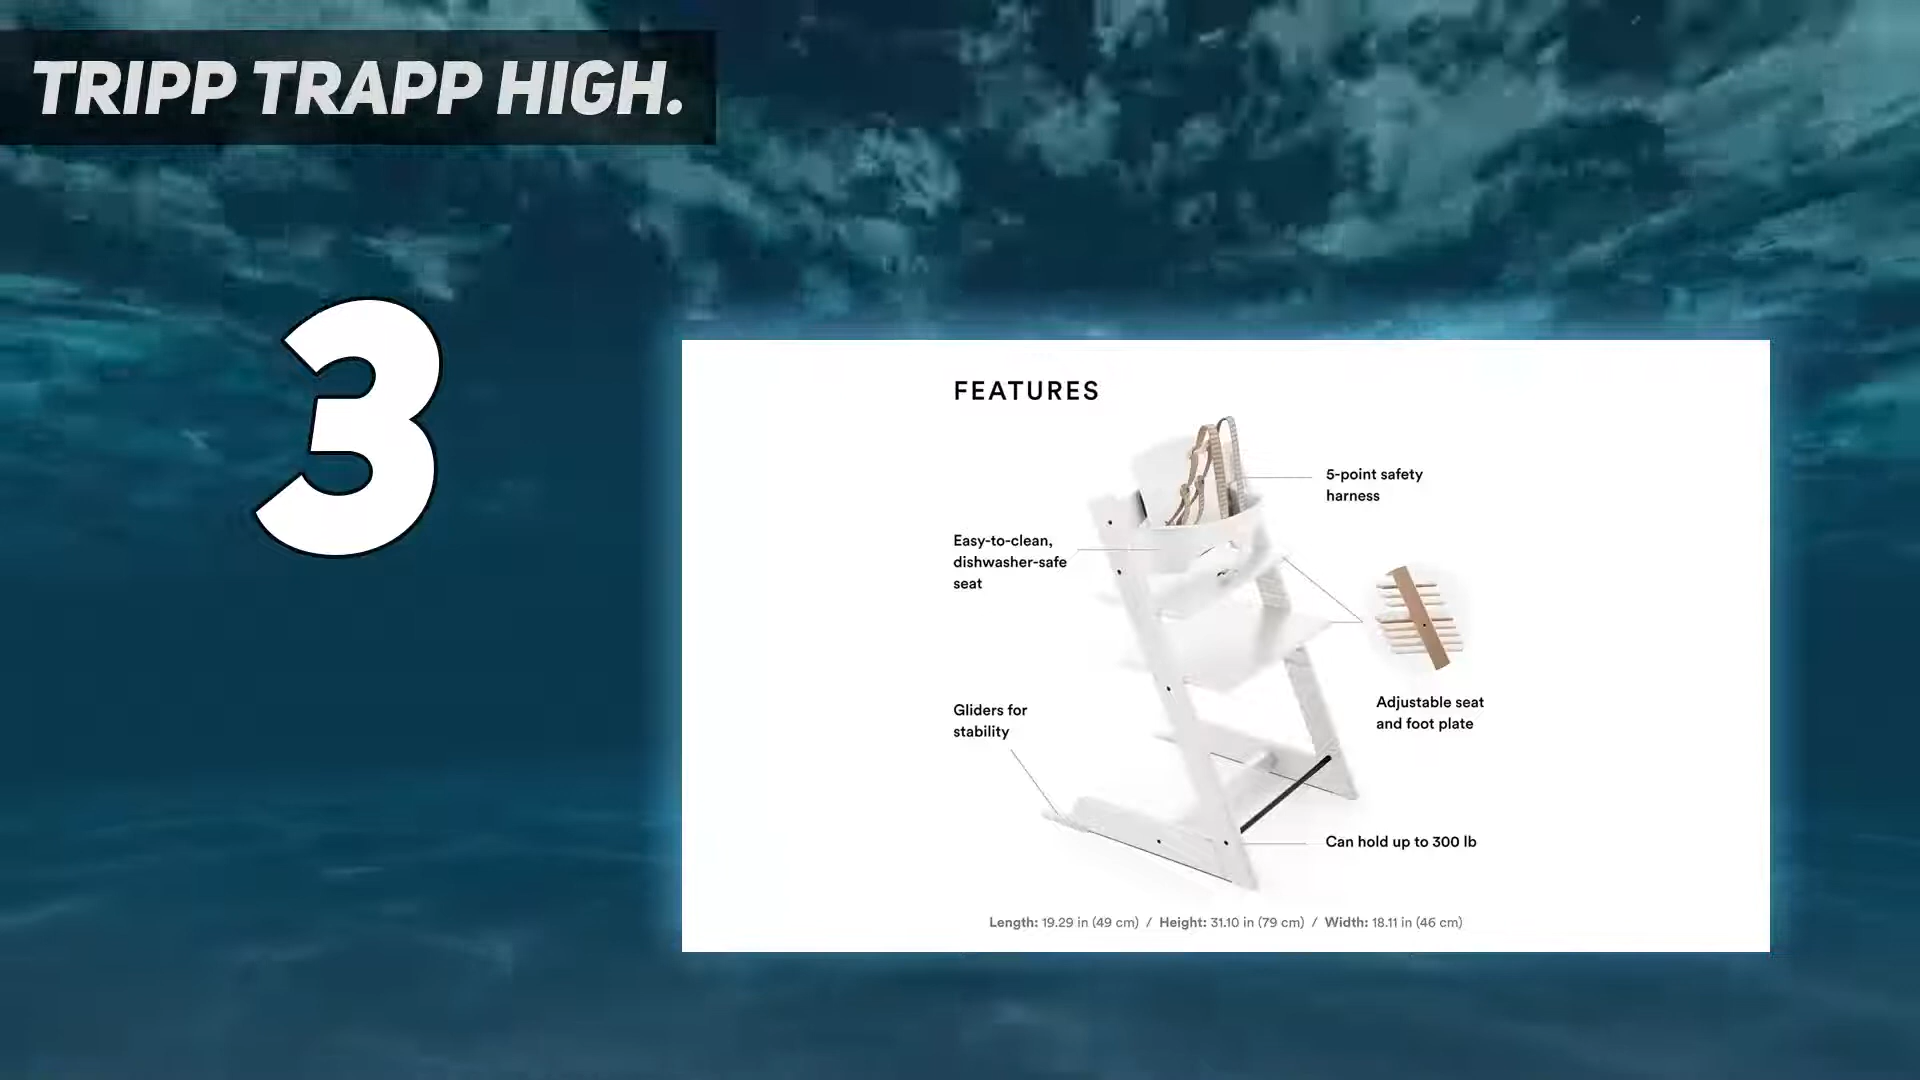 TRIPP TRAPP HIGH.
3
FEATURES
5-point safety
harness
Easy-to-clean,
dishwasher-safe
seat
Adjustable seat
and foot plate
Gliders for
stability
Can hold up to 300 lb
Length: 19.29 in (49 cm) / Height: 31.10 in (79 cm) / Width: 18.11 in (46 cm)